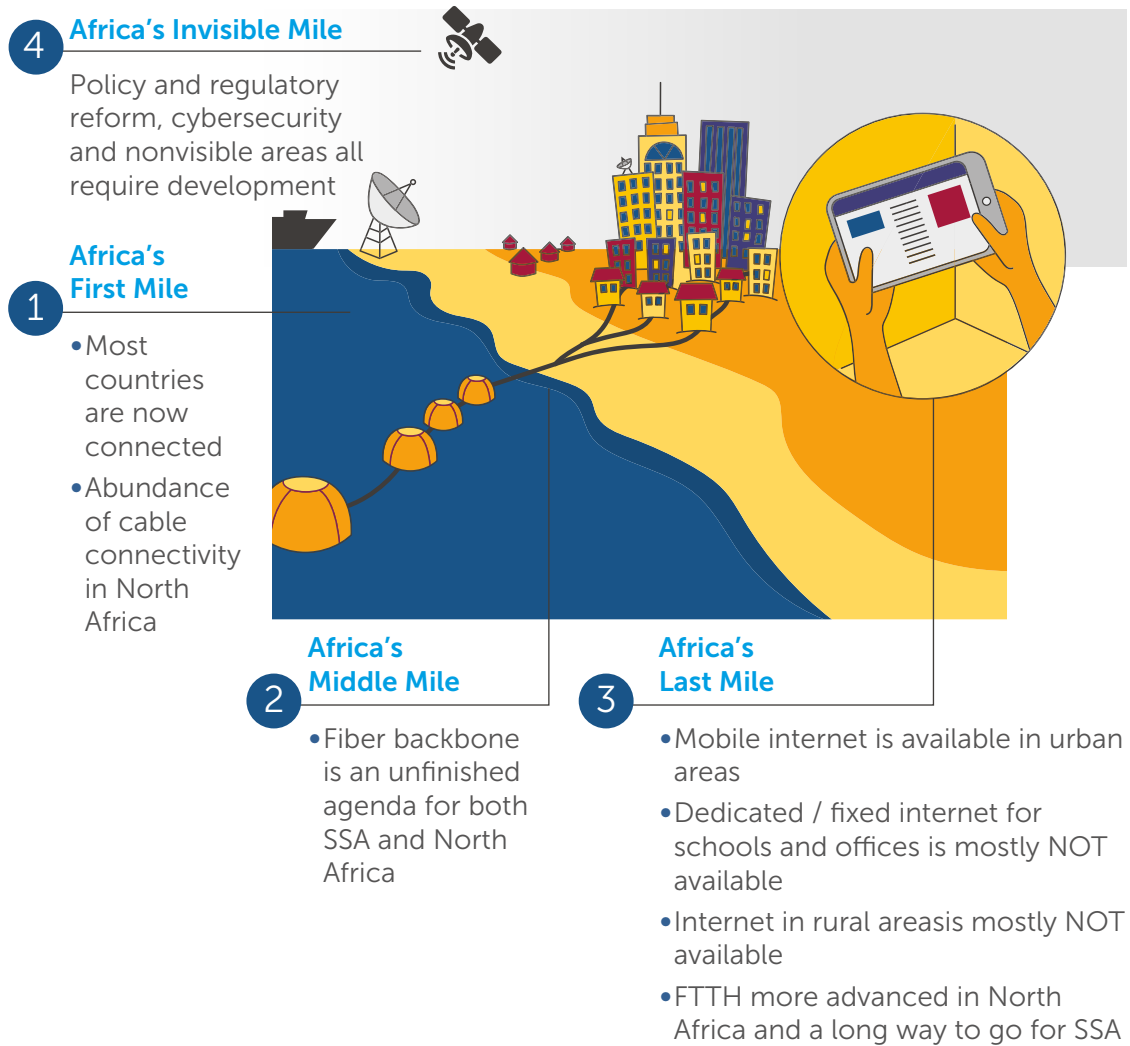 4
Africa's Invisible Mile
Policy and regulatory
reform, cybersecurity
and nonvisible areas all
require development
1
Africa's
First Mile
•Most
countries
are now
connected
•Abundance
of cable
connectivity
in North
Africa
2
Africa's
Middle Mile
•Fiber backbone
is an unfinished
agenda for both
SSA and North
Africa
3
Africa's
Last Mile
•Mobile internet is available in urban
areas
•Dedicated / fixed internet for
schools and offices is mostly NOT
available
•Internet in rural areasis mostly NOT
available
•FTTH more advanced in North
Africa and a long way to go for SSA